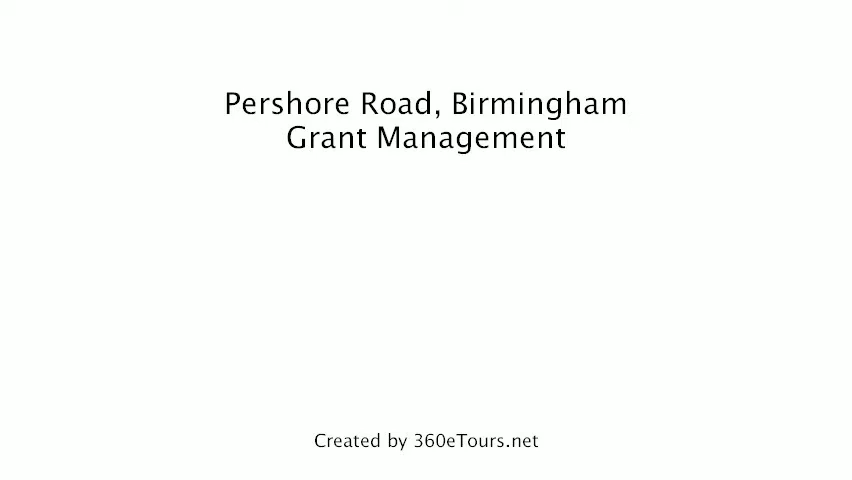 Pershore Road, Birmingham
Grant Management
Created by 360eTours.net